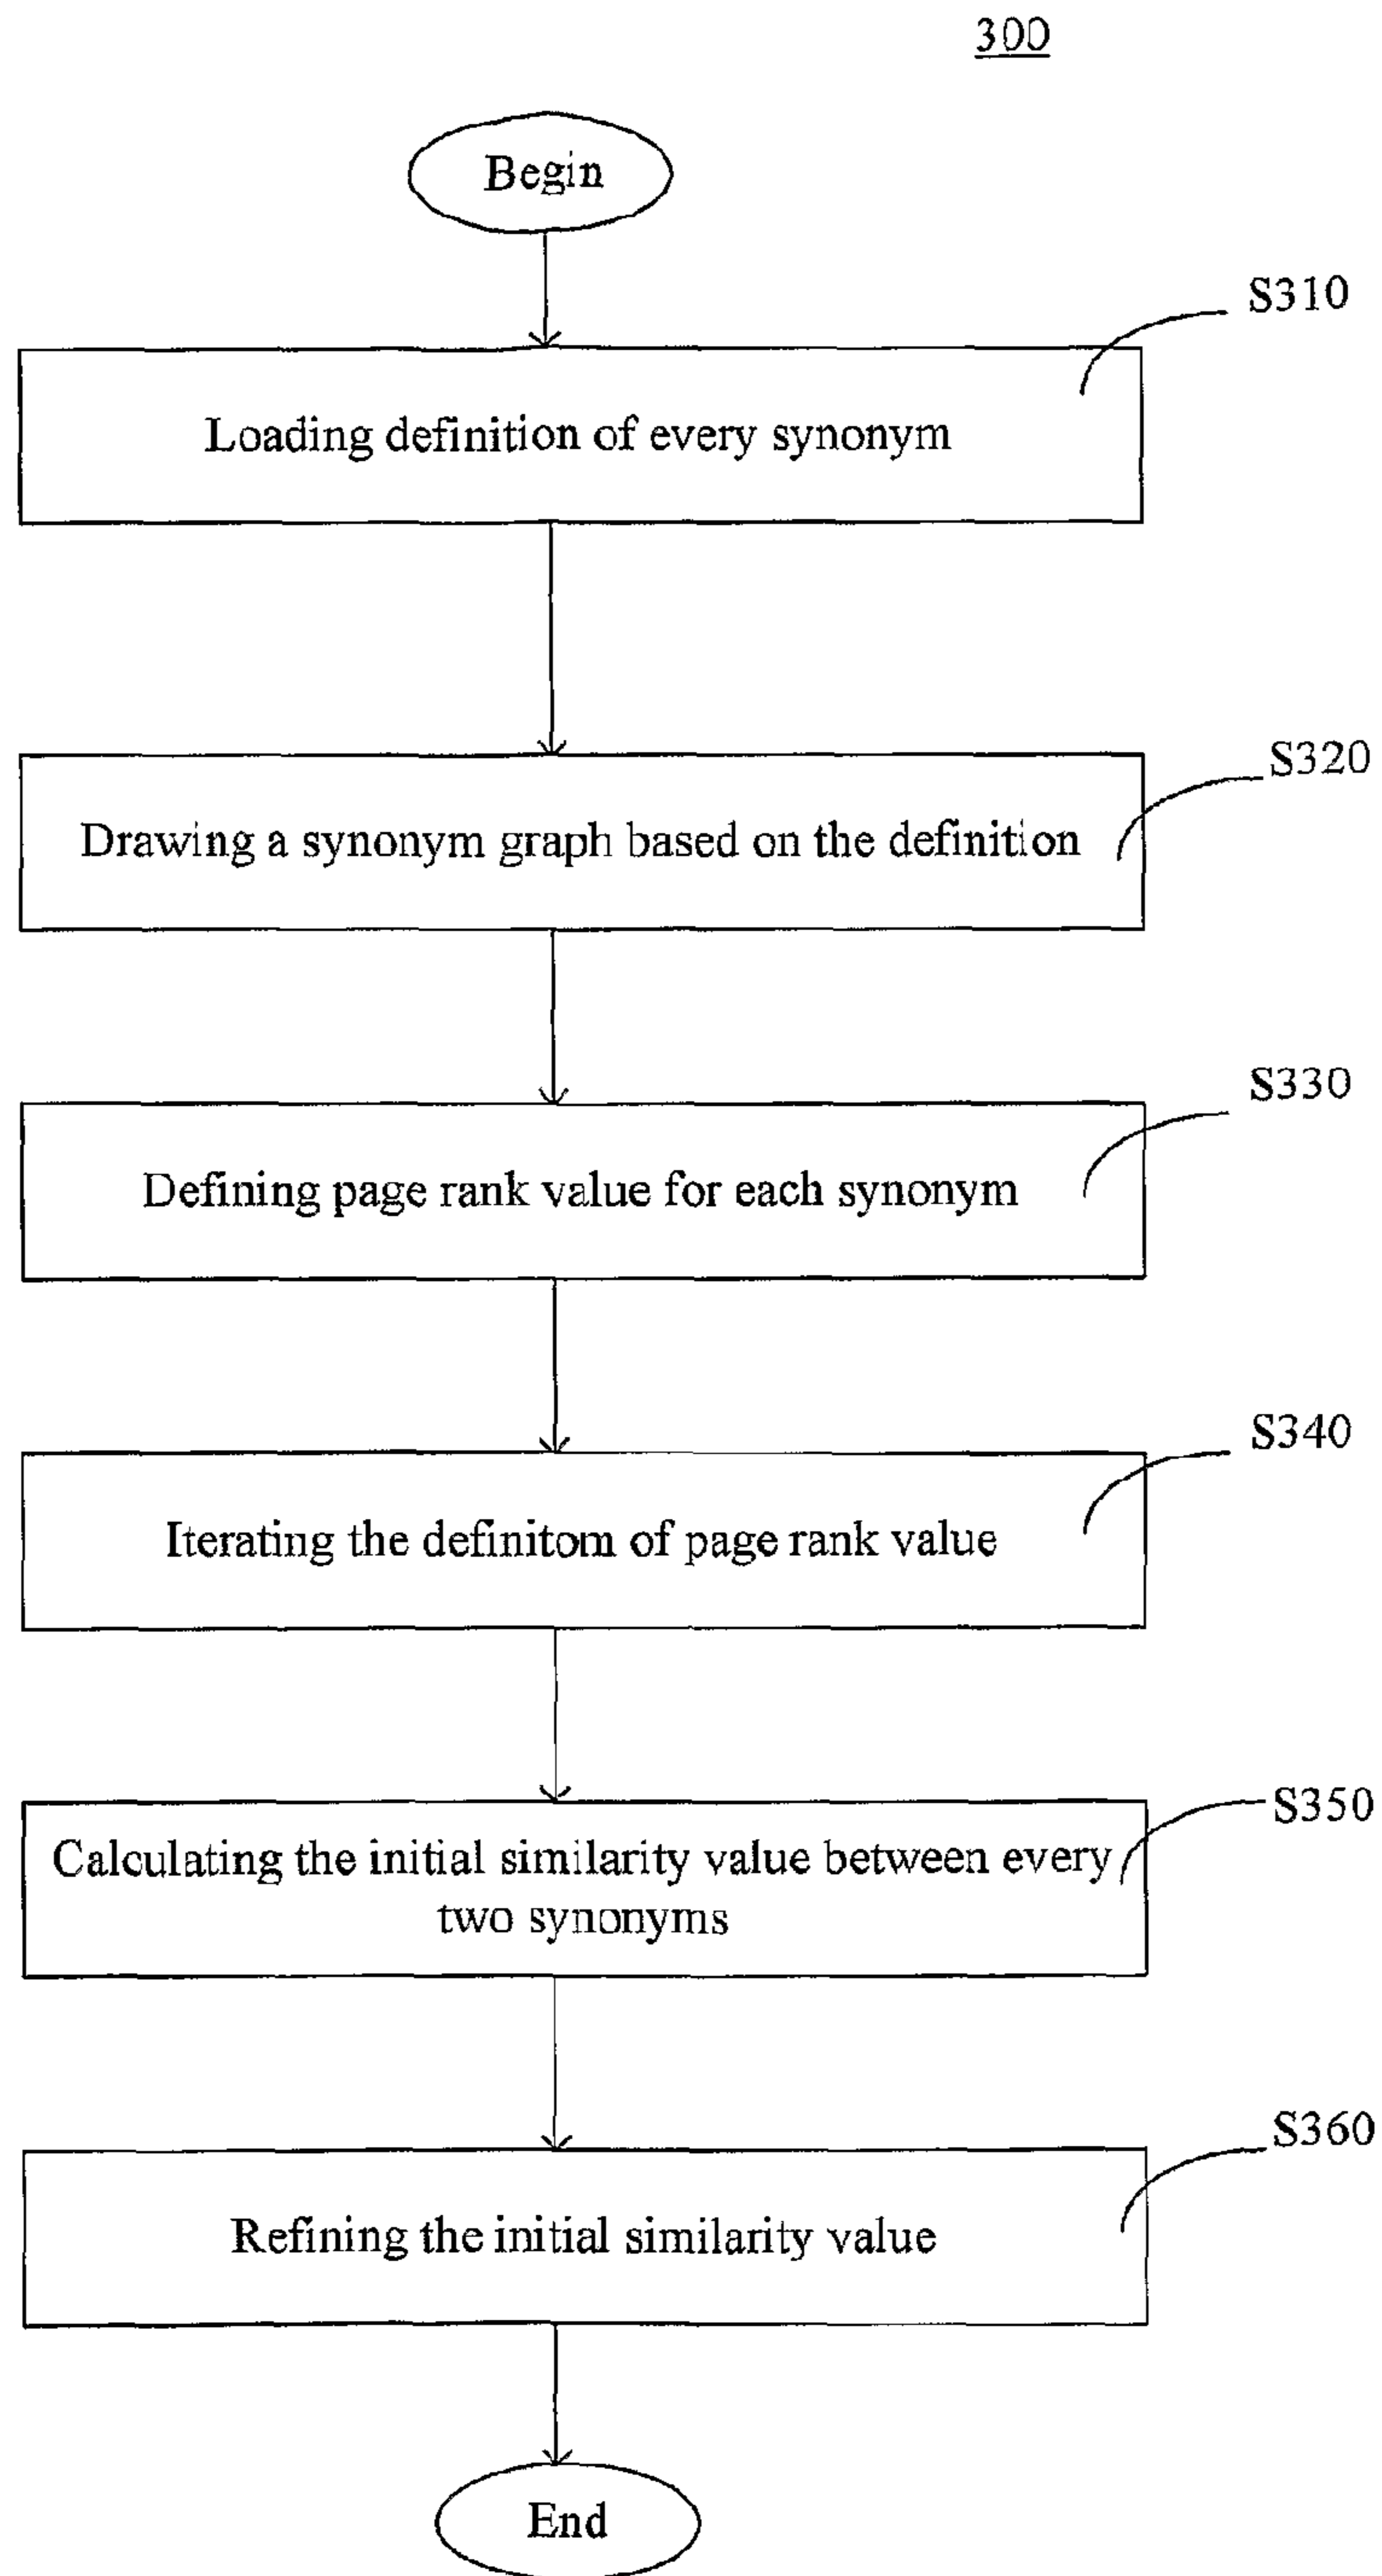 300
Begin
S310
Loading definition of every synonym
S320
Drawing a synonym graph based on the definition
S330
Defining page rank value for each synonym
S340
Iterating the definitom of page rank value
S350
Calculating the initial similarity value between every
two synonyms
S360
Refining the initial similarity value
End